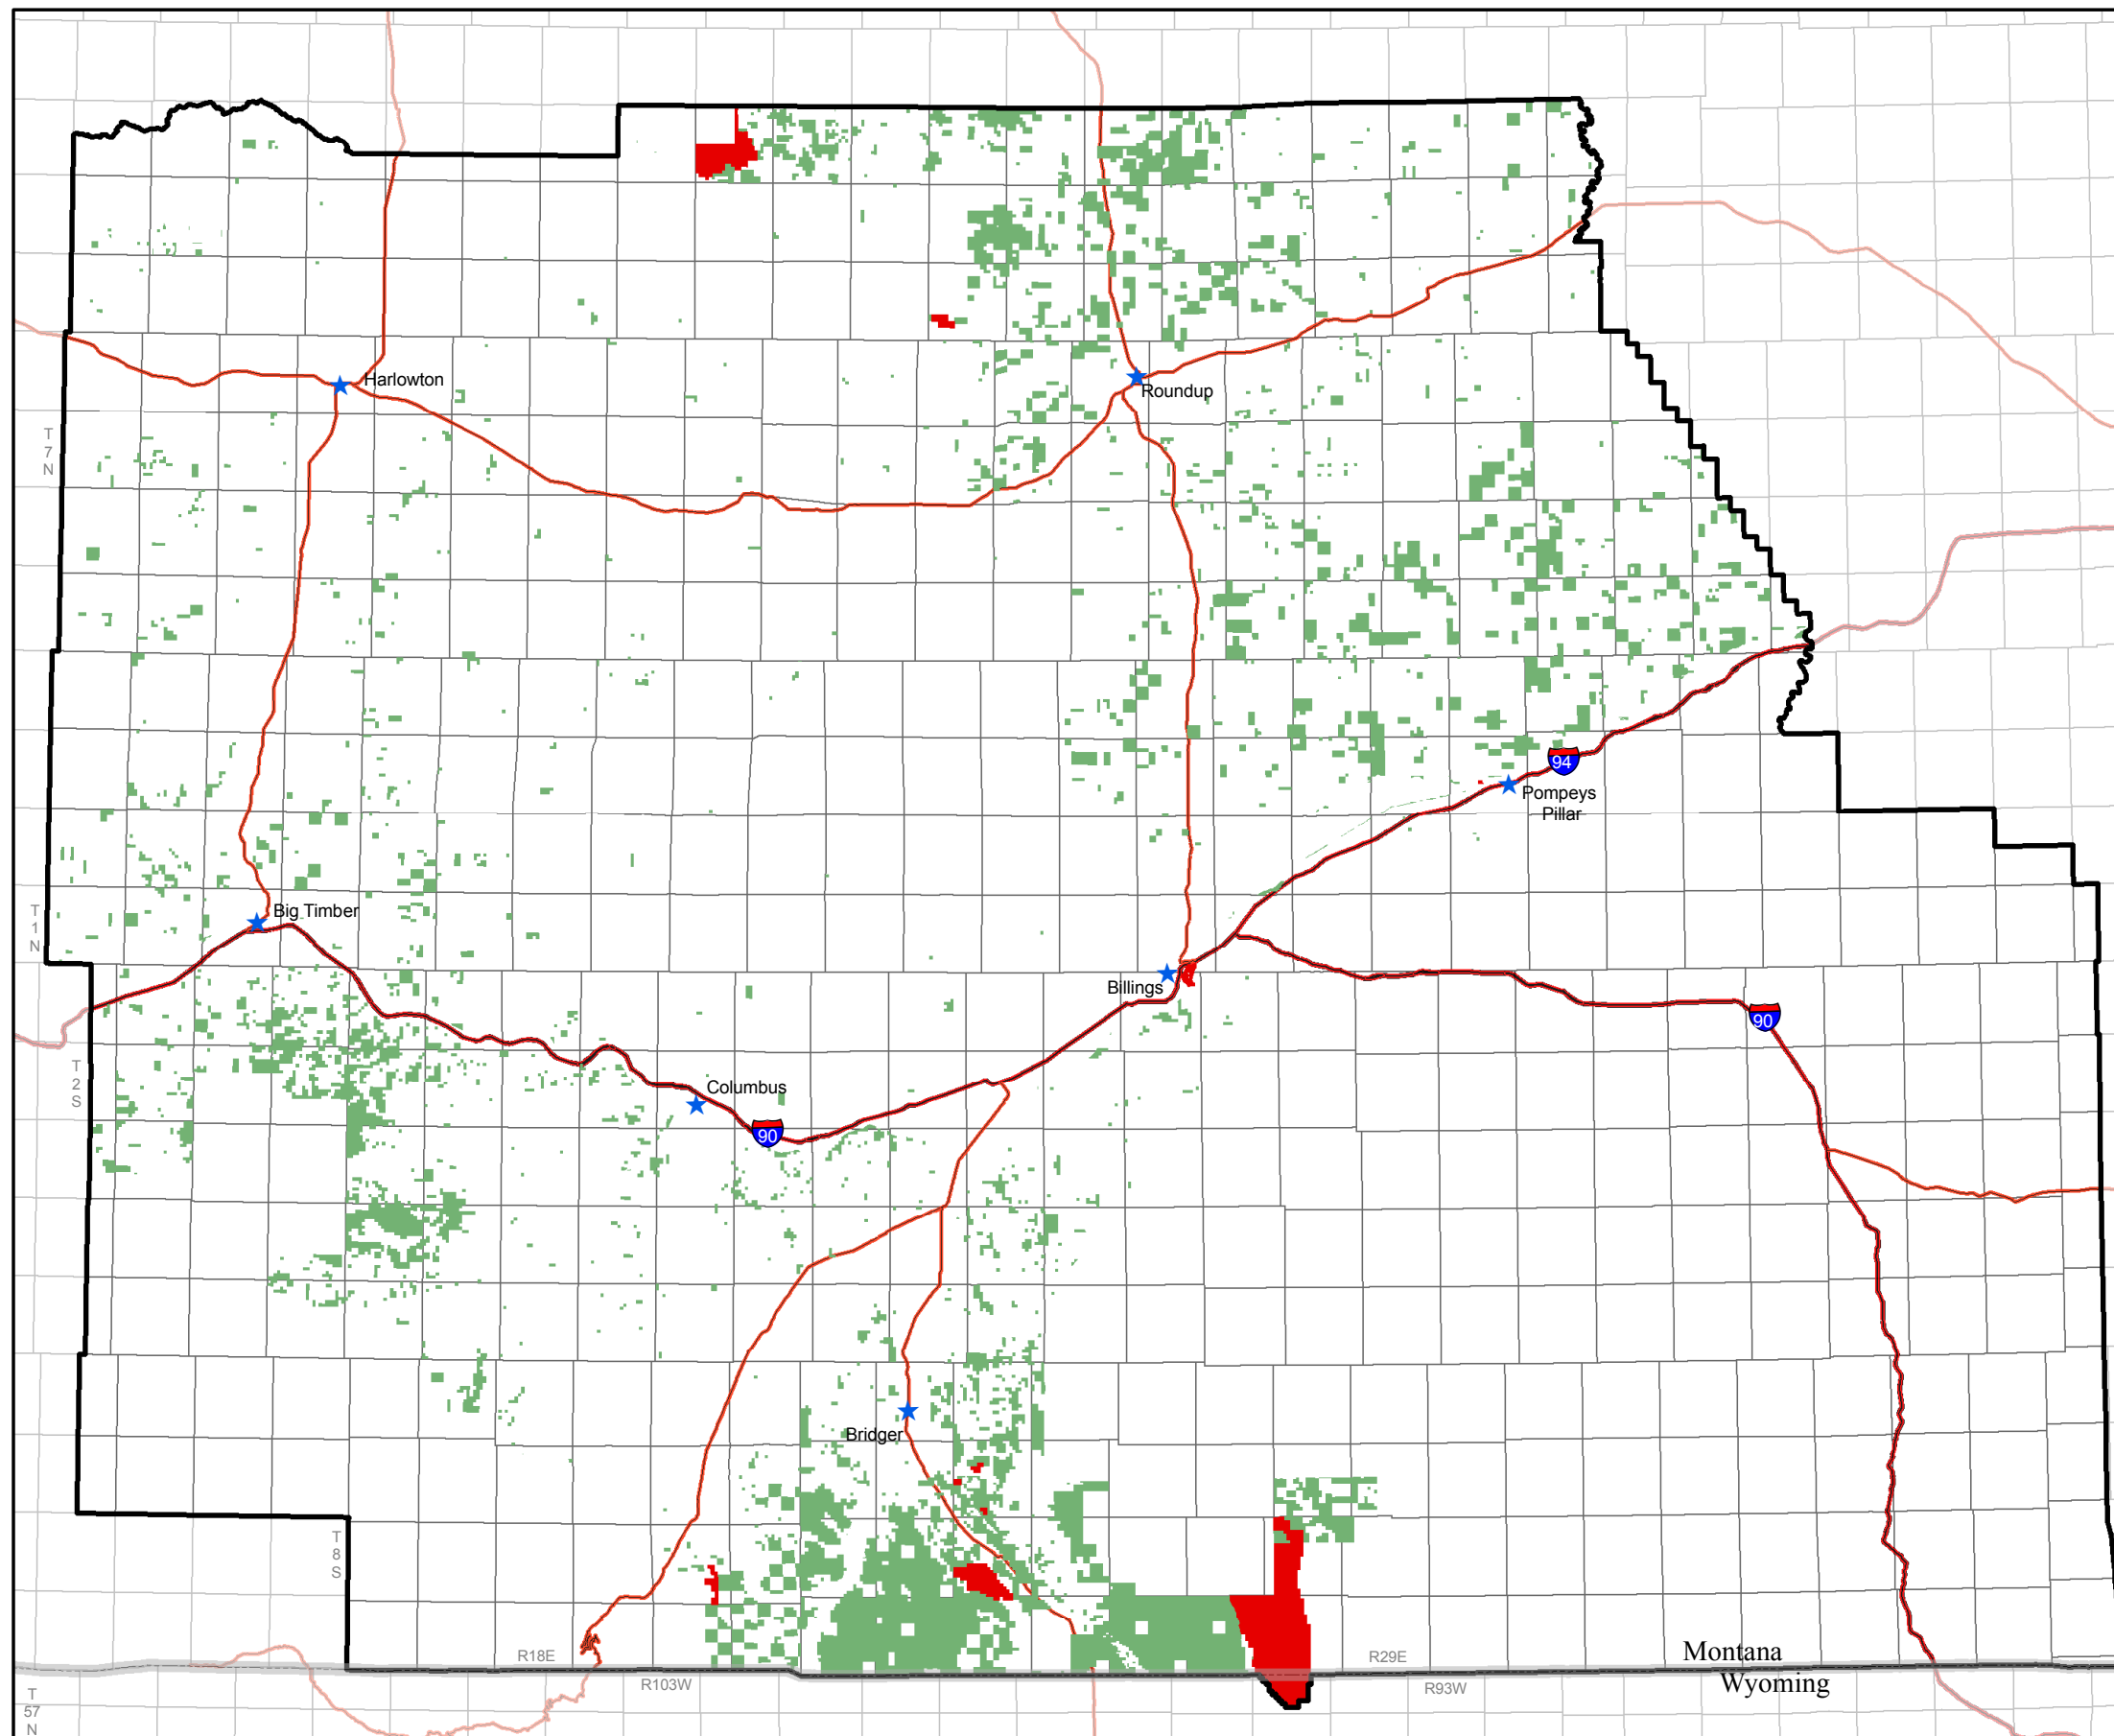 Harlowton
Roundup
T
7
N
94
Pompeys
Pillar
Big Timber
T
1
N
Billings
90
T
2
S
Columbus
90
Bridger
T
8
S
R18E
R29E
Montana
R103W
R93W
Wyoming
T
57
N